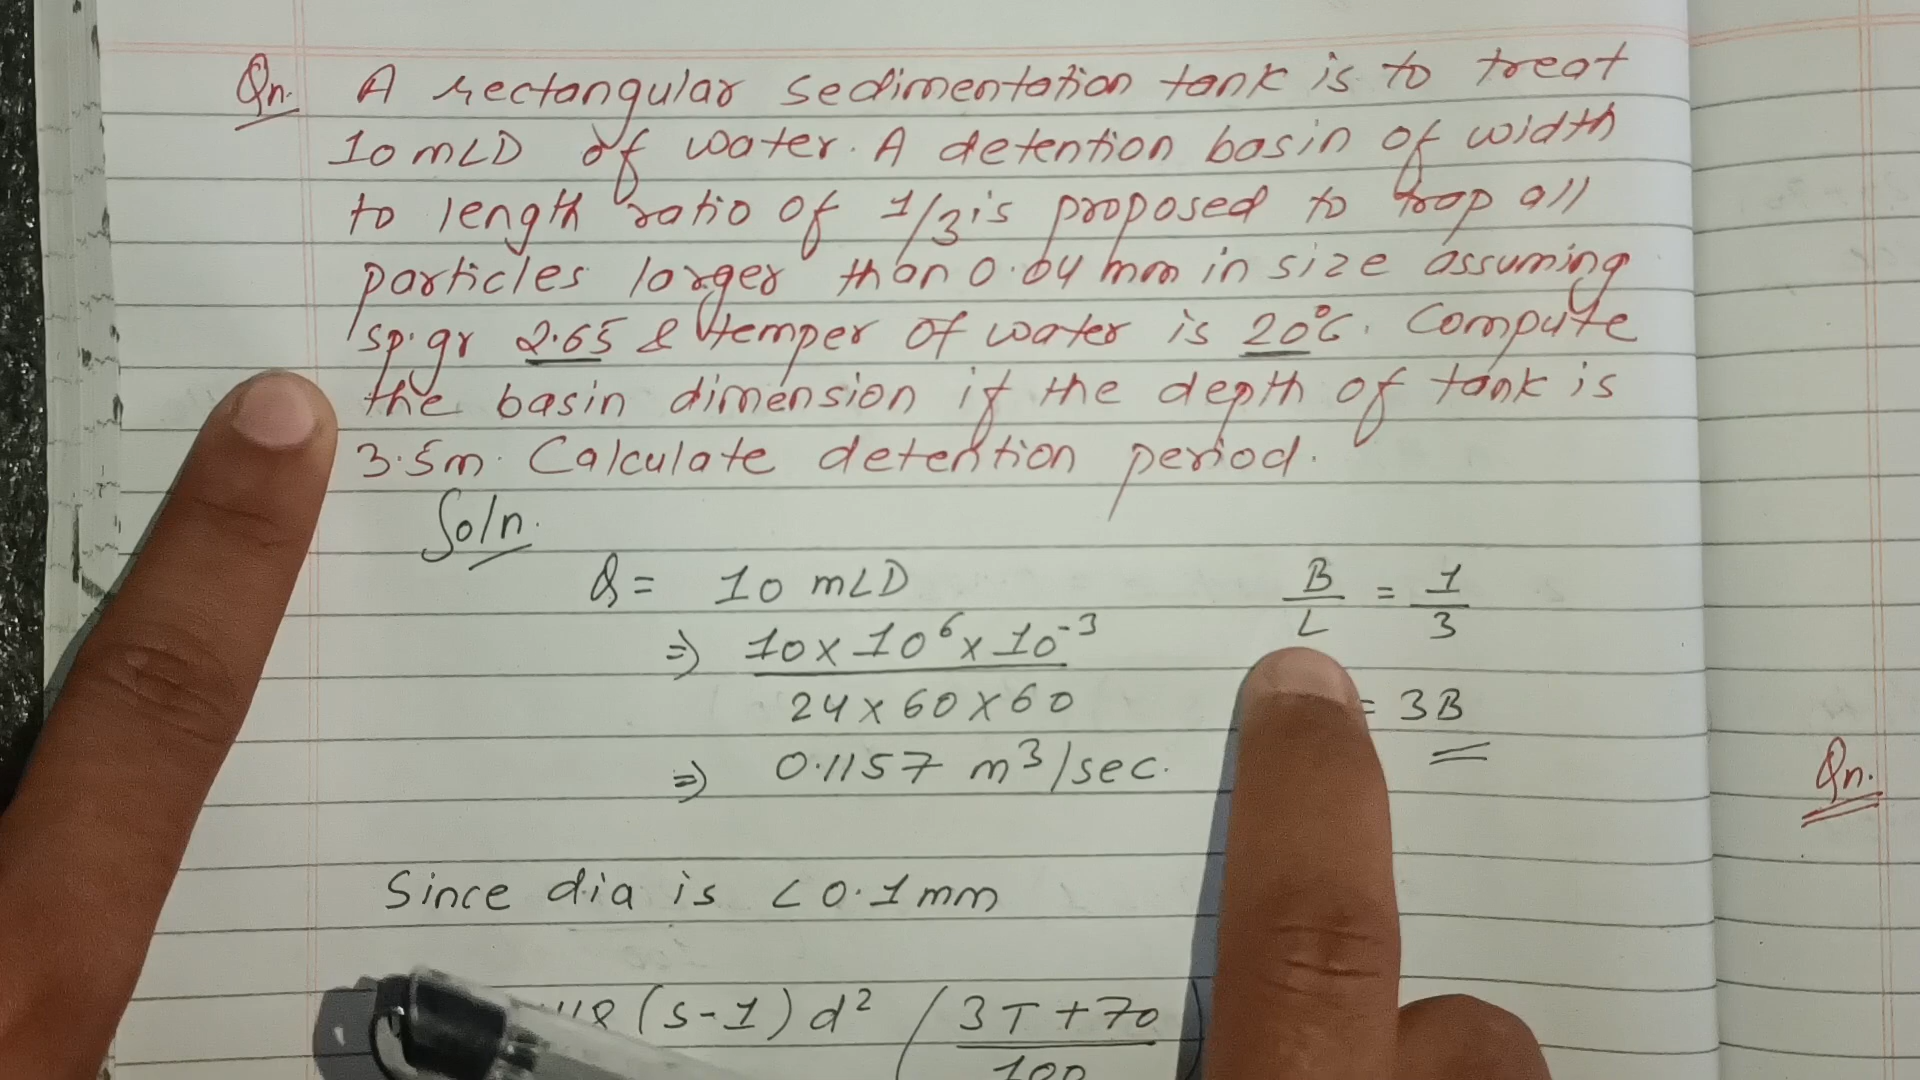 Qn. A rectangular sedimentation tank is to treat
10 MLD of water. A detention basin of width
to length ratio of 1/3 is proposed to trap all
particles larger than 0.04 mm in size assuming
sp.gr 2.65 & temper of water is 20°C. Compute
the basin dimension if the depth of tank is
3.5m. Calculate detention period.
Soln.
Q = 10 MLD
⇒ 10 x 10⁶ x 10⁻³
24 x 60 x 60
⇒ 0.1157 m³/sec.
B/L = 1/3
= 3B
Qn.
Since dia is < 0.1 mm
(S-1) d² (3T + 70
100